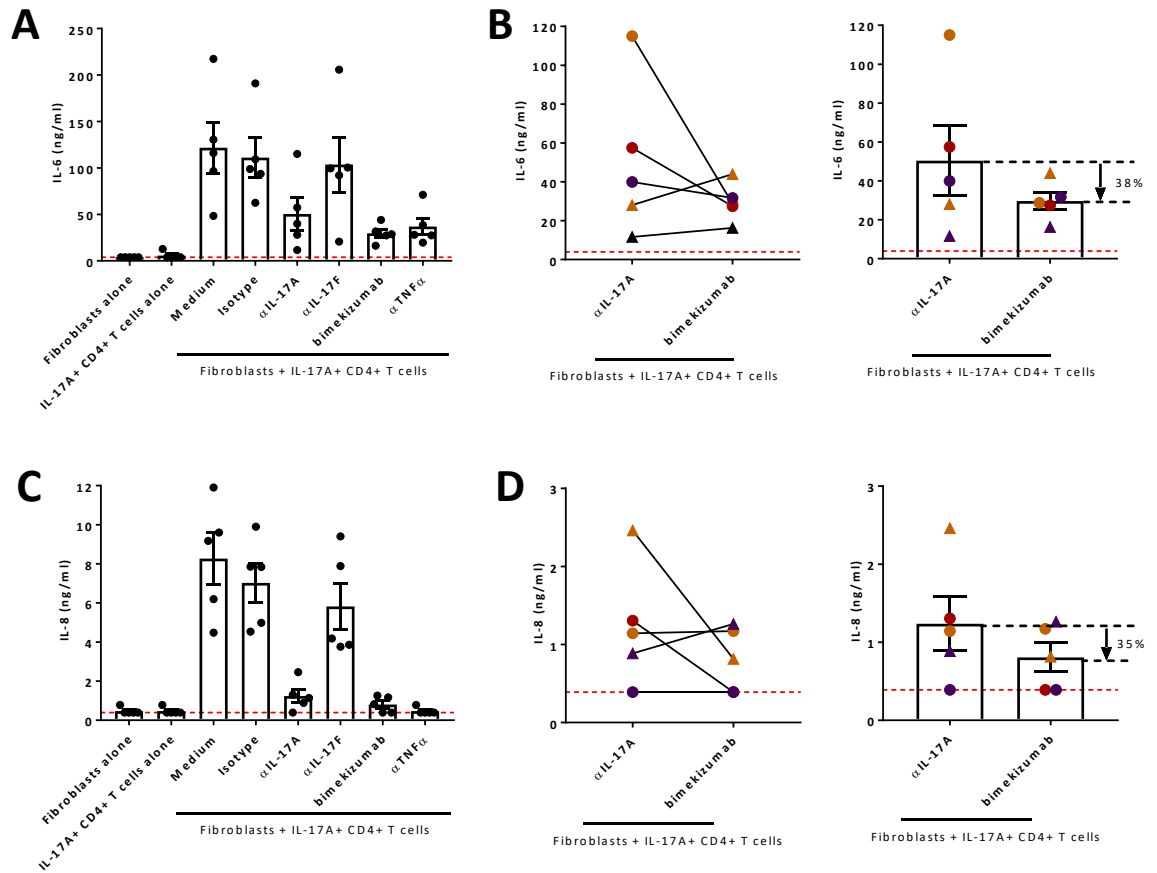 A
250
200
150
100
50
0
IL-6 (ng/ml)
Fibroblasts alone
IL-17A+ CD4+ T cells alone
Medium
Isotype
αIL-17A
αIL-17F
bimekizumab
αTNFα
Fibroblasts + IL-17A+ CD4+ T cells
B
120
100
80
60
40
20
0
IL-6 (ng/ml)
αIL-17A
bimekizumab
Fibroblasts + IL-17A+ CD4+ T cells
120
100
80
60
40
20
0
IL-6 (ng/ml)
38%
αIL-17A
bimekizumab
Fibroblasts + IL-17A+ CD4+ T cells
C
12
10
8
6
4
2
0
IL-8 (ng/ml)
Fibroblasts alone
IL-17A+ CD4+ T cells alone
Medium
Isotype
αIL-17A
αIL-17F
bimekizumab
αTNFα
Fibroblasts + IL-17A+ CD4+ T cells
D
3
2
1
0
IL-8 (ng/ml)
αIL-17A
bimekizumab
Fibroblasts + IL-17A+ CD4+ T cells
3
2
1
0
IL-8 (ng/ml)
35%
αIL-17A
bimekizumab
Fibroblasts + IL-17A+ CD4+ T cells